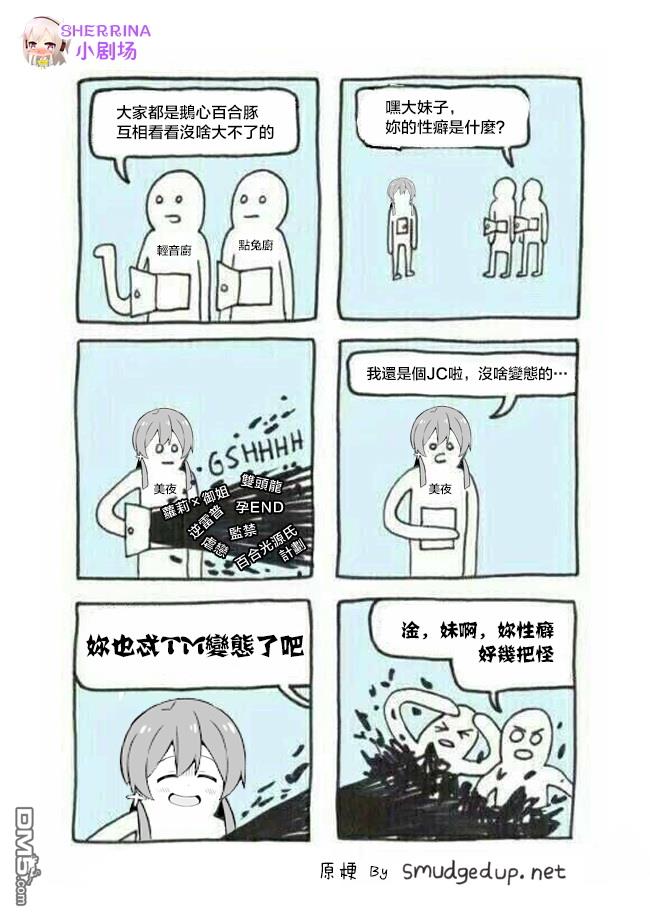 SHERRINA
小剧场
大家都是鵝心百合豚
互相看看沒啥大不了的
輕音廚
點兔廚
嘿大妹子，
妳的性癖是什麼？
我還是個JC啦，沒啥變態的…
美夜
GSHHHH
美夜
蘿莉×御姐
雙頭龍
逆雷普
孕END
監禁
虐戀
百合光源氏
計劃
妳也忒TM變態了吧
淦，妹啊，妳性癖
好幾把怪
DM5.com
原梗 By smudgedup.net